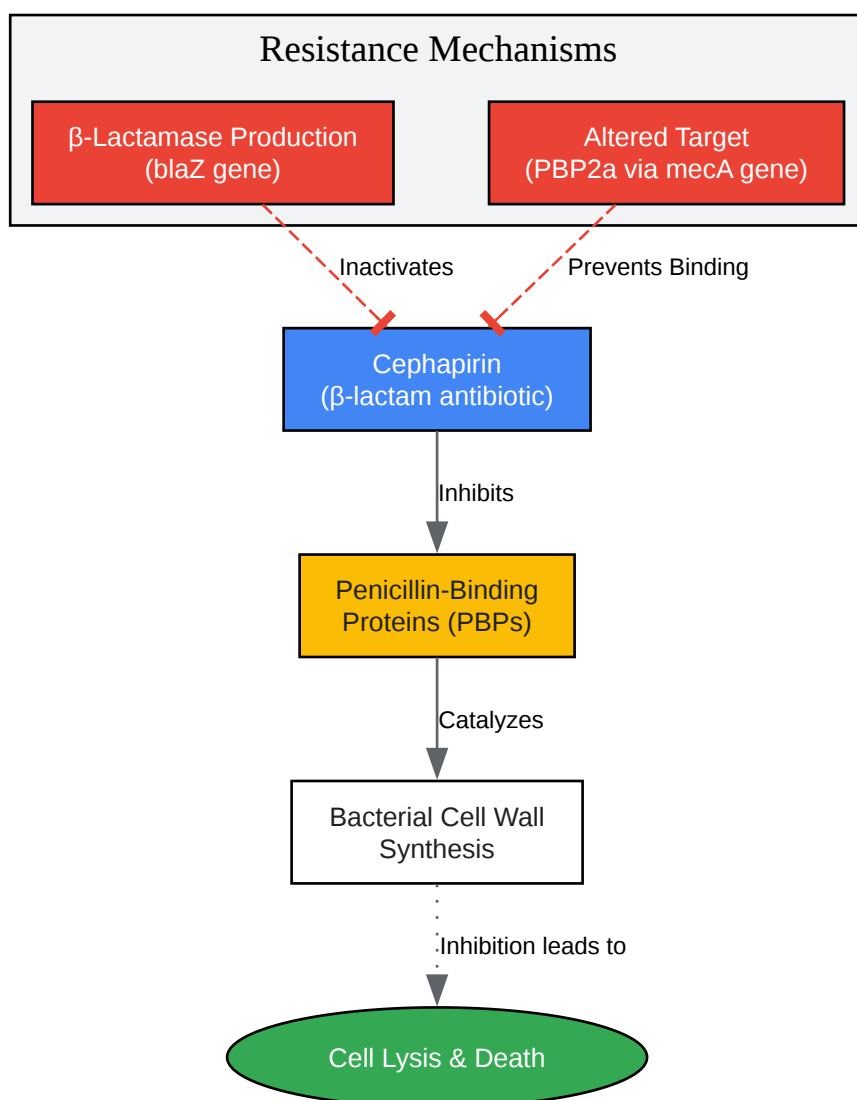 Resistance Mechanisms
β-Lactamase Production
(blaZ gene)
Altered Target
(PBP2a via mecA gene)
Inactivates
Prevents Binding
Cephapirin
(β-lactam antibiotic)
Inhibits
Penicillin-Binding
Proteins (PBPs)
Catalyzes
Bacterial Cell Wall
Synthesis
Inhibition leads to
Cell Lysis & Death